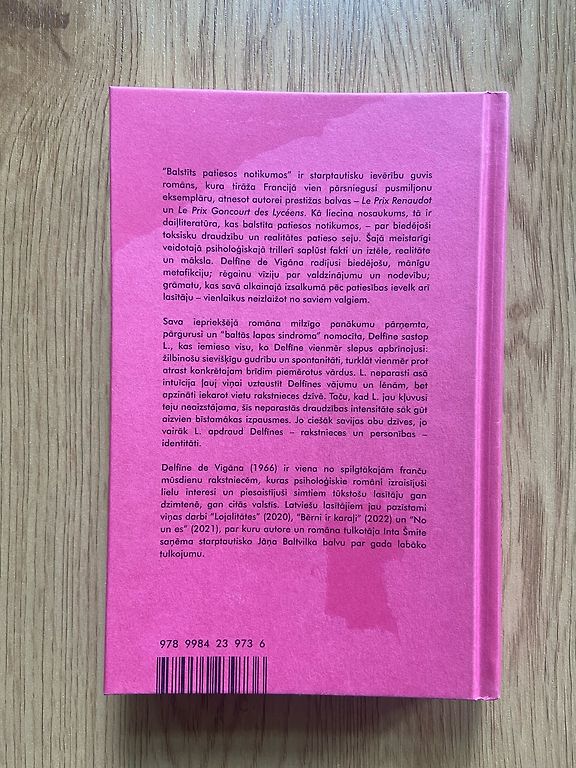 "Balstīts patiesos notikumos" ir starptautisku ievērību guvis
romāns, kura tirāža Francijā vien pārsniegusi pusmiljonu
eksemplāru, atnesot autorei prestižas balvas – Le Prix Renaudot
un Le Prix Goncourt des Lycéens. Kā liecina nosaukums, tā ir
daiļliteratūra, kas balstīta patiesos notikumos, – par biedējoši
toksisku draudzību un realitātes patieso seju. Šajā meistarīgi
veidotajā psiholoģiskajā trillerī saplūst fakti un iztēle, realitāte
un māksla. Delfīne de Vigāna radījusi biedējošu, mānīgu
metafikciju; rēgainu vīziju par valdzinājumu un nodevību;
grāmatu, kas savā alkainajā izsalkumā pēc patiesības ievelk arī
lasītāju – vienlaikus neizlaižot no saviem valgiem.
Sava iepriekšējā romāna milzīgo panākumu pārņemta,
pārgurusi un "baltās lapas sindroma" nomocīta, Delfīne sastop
L., kas iemieso visu, ko Delfīne vienmēr slepus apbrīnojusi:
žilbinošu sievišķīgu gudrību un spontanitāti, turklāt vienmēr prot
atrast konkrētajam brīdim piemērotus vārdus. L. neparasti asā
intuīcija ļauj viņai uztaustīt Delfīnes vājumu un lēnām, bet
apzināti iekarot vietu rakstnieces dzīvē. Taču, kad L. jau kļuvusi
teju neaizstājama, šīs neparastās draudzības intensitāte sāk gūt
aizvien bīstamākas izpausmes. Jo ciešāk savijas abu dzīves, jo
vairāk L. apdraud Delfīnes – rakstnieces un personības –
identitāti.
Delfīne de Vigāna (1966) ir viena no spilgtākajām franču
mūsdienu rakstniecēm, kuras psiholoģiskie romāni izraisījuši
lielu interesi un piesaistījuši simtiem tūkstošu lasītāju gan
dzimtenē, gan citās valstīs. Latviešu lasītājiem jau pazīstami
viņas darbi "Lojalitātes" (2020), "Bērni ir karaļi" (2022) un "No
un es" (2021), par kuru autore un romāna tulkotāja Inta Šmite
saņēma starptautisko Jāņa Baltvilka balvu par gada labāko
tulkojumu.
978 9984 23 973 6